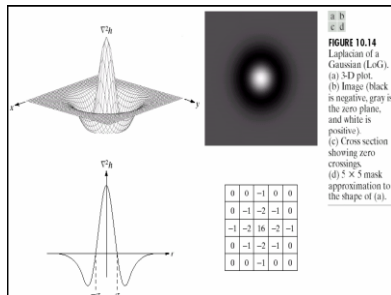 ∇²h
x
y
a b
c d
FIGURE 10.14
Laplacian of a
Gaussian (LoG).
(a) 3-D plot.
(b) Image (black
is negative, gray is
the zero plane,
and white is
positive).
(c) Cross section
showing zero
crossings.
(d) 5 × 5 mask
approximation to
the shape of (a).
∇²h
0 0 −1 0 0
0 −1 −2 −1 0
−1 −2 16 −2 −1
0 −1 −2 −1 0
0 0 −1 0 0